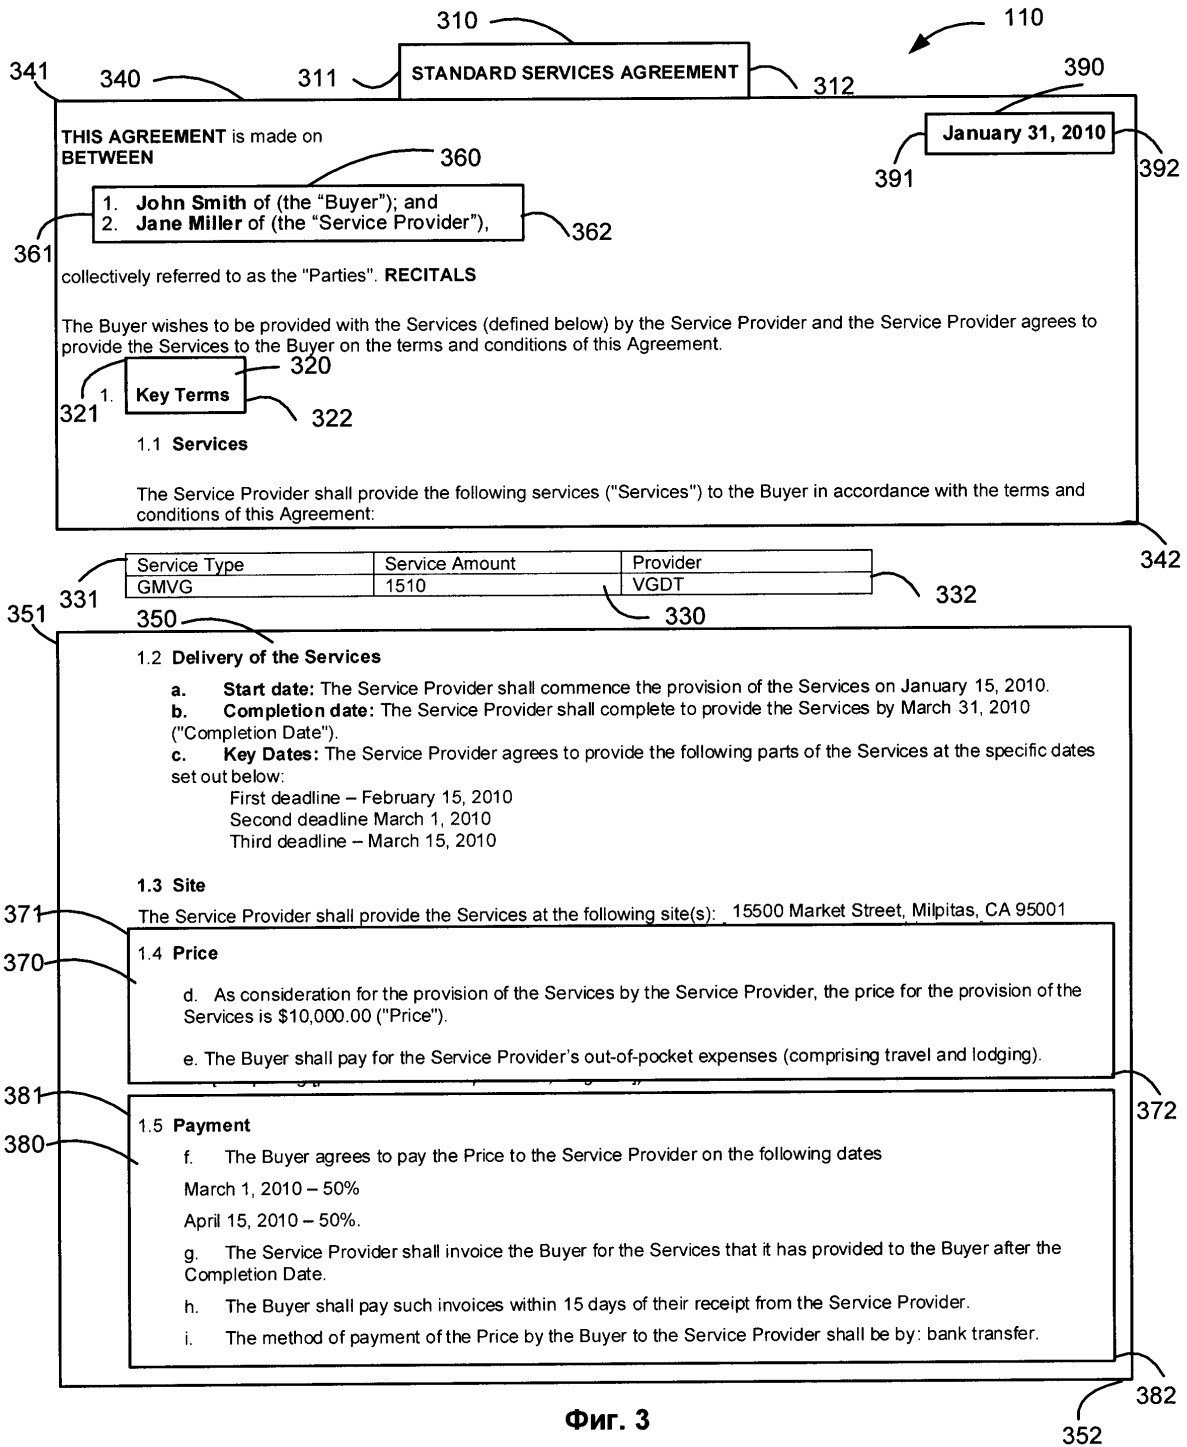 310
110
341
340
311
STANDARD SERVICES AGREEMENT
312
390
THIS AGREEMENT is made on
BETWEEN
January 31, 2010
391
392
360
1. John Smith of (the “Buyer”); and
2. Jane Miller of (the “Service Provider”),
361
362
collectively referred to as the "Parties". RECITALS
The Buyer wishes to be provided with the Services (defined below) by the Service Provider and the Service Provider agrees to
provide the Services to the Buyer on the terms and conditions of this Agreement.
320
321
1. Key Terms
322
1.1 Services
The Service Provider shall provide the following services ("Services") to the Buyer in accordance with the terms and
conditions of this Agreement:
342
Service Type Service Amount Provider
GMVG 1510 VGDT
331
332
330
351
350
1.2 Delivery of the Services
a. Start date: The Service Provider shall commence the provision of the Services on January 15, 2010.
b. Completion date: The Service Provider shall complete to provide the Services by March 31, 2010
("Completion Date").
c. Key Dates: The Service Provider agrees to provide the following parts of the Services at the specific dates
set out below:
First deadline – February 15, 2010
Second deadline March 1, 2010
Third deadline – March 15, 2010
1.3 Site
371
The Service Provider shall provide the Services at the following site(s): 15500 Market Street, Milpitas, CA 95001
1.4 Price
370
d. As consideration for the provision of the Services by the Service Provider, the price for the provision of the
Services is $10,000.00 ("Price").
e. The Buyer shall pay for the Service Provider's out-of-pocket expenses (comprising travel and lodging).
381
372
1.5 Payment
380
f. The Buyer agrees to pay the Price to the Service Provider on the following dates
March 1, 2010 – 50%
April 15, 2010 – 50%.
g. The Service Provider shall invoice the Buyer for the Services that it has provided to the Buyer after the
Completion Date.
h. The Buyer shall pay such invoices within 15 days of their receipt from the Service Provider.
i. The method of payment of the Price by the Buyer to the Service Provider shall be by: bank transfer.
382
352
Фиг. 3